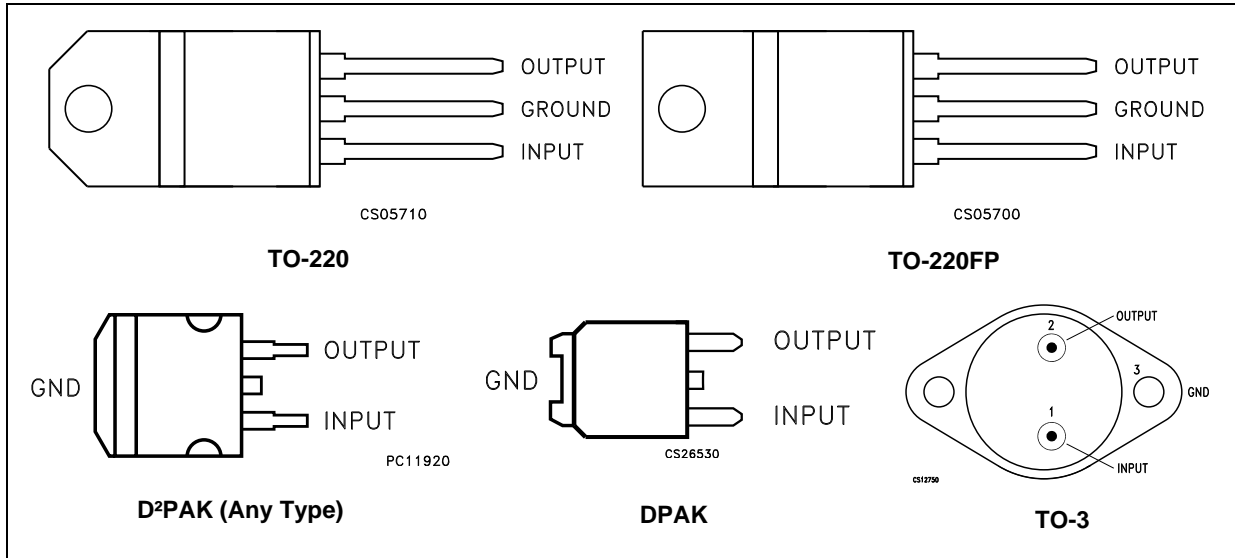 OUTPUT
GROUND
INPUT
CS05710
TO-220
OUTPUT
GROUND
INPUT
CS05700
TO-220FP
GND
OUTPUT
INPUT
PC11920
D²PAK (Any Type)
GND
OUTPUT
INPUT
CS26530
DPAK
OUTPUT
2
3
GND
1
INPUT
CS12750
TO-3